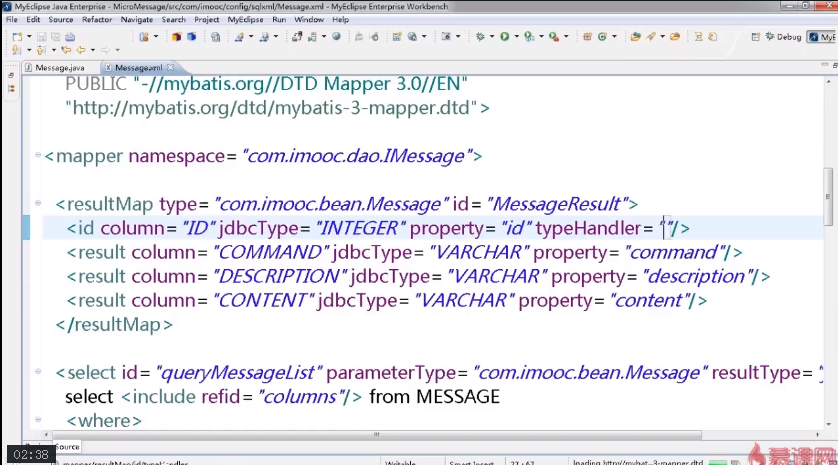 MyEclipse Java Enterprise - MicroMessage/src/com/imooc/config/sqlxml/Message.xml - MyEclipse Enterprise Workbench
File Edit Source Refactor Navigate Search Project MyEclipse Run Window Help
Debug MyE
Message.java Message.xml
PUBLIC "-//mybatis.org//DTD Mapper 3.0//EN"
"http://mybatis.org/dtd/mybatis-3-mapper.dtd">
<mapper namespace="com.imooc.dao.IMessage">
<resultMap type="com.imooc.bean.Message" id="MessageResult">
<id column="ID" jdbcType="INTEGER" property="id" typeHandler=""/>
<result column="COMMAND" jdbcType="VARCHAR" property="command"/>
<result column="DESCRIPTION" jdbcType="VARCHAR" property="description"/>
<result column="CONTENT" jdbcType="VARCHAR" property="content"/>
</resultMap>
<select id="queryMessageList" parameterType="com.imooc.bean.Message" resultType="
select <include refid="columns"/> from MESSAGE
<where>
02:38 Source
Writable Smart Insert 27 : 67 loading http://mybat-3-mapper.dtd
慕课网